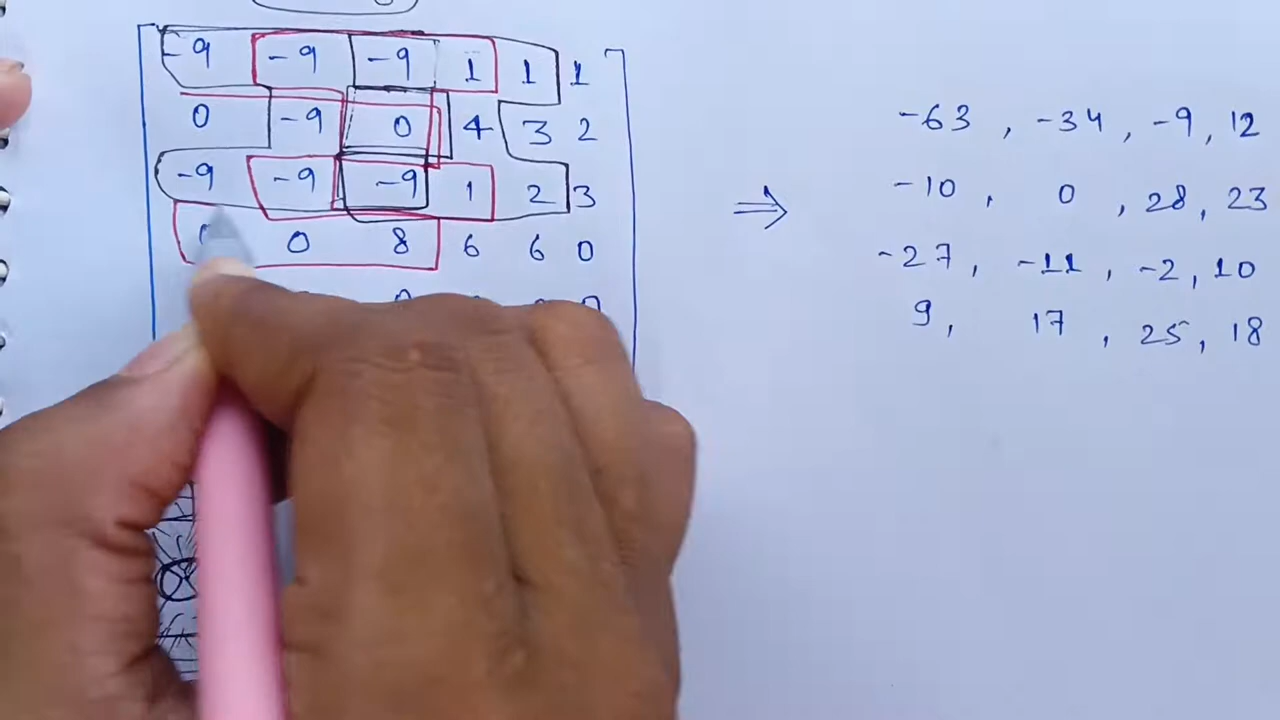 -9 -9 -9 1 1 1
0 -9 0 4 3 2
-9 -9 -9 1 2 3
0 8 6 6 0
⇒
-63 , -34 , -9 , 12
-10 , 0 , 28 , 23
-27 , -11 , -2 , 10
9 , 17 , 25 , 18